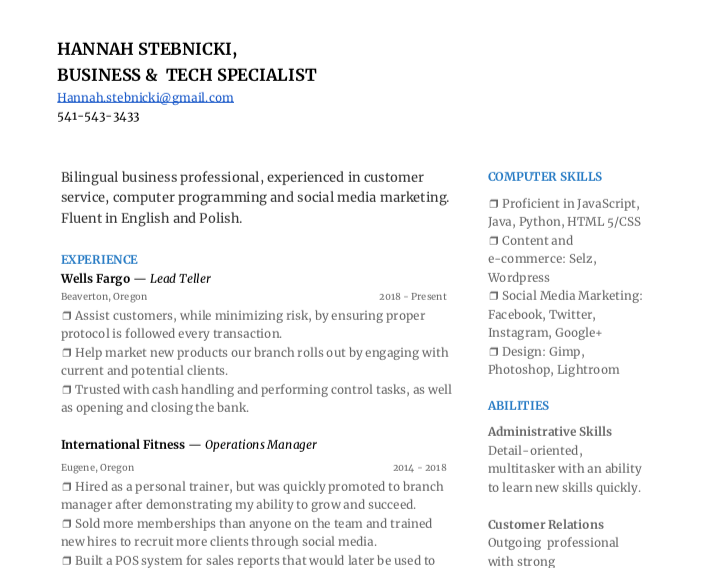 HANNAH STEBNICKI,
BUSINESS & TECH SPECIALIST
Hannah.stebnicki@gmail.com
541-543-3433
Bilingual business professional, experienced in customer
service, computer programming and social media marketing.
Fluent in English and Polish.
EXPERIENCE
Wells Fargo — Lead Teller
Beaverton, Oregon 2018 - Present
❒ Assist customers, while minimizing risk, by ensuring proper
protocol is followed every transaction.
❒ Help market new products our branch rolls out by engaging with
current and potential clients.
❒ Trusted with cash handling and performing control tasks, as well
as opening and closing the bank.
International Fitness — Operations Manager
Eugene, Oregon 2014 - 2018
❒ Hired as a personal trainer, but was quickly promoted to branch
manager after demonstrating my ability to grow and succeed.
❒ Sold more memberships than anyone on the team and trained
new hires to recruit more clients through social media.
❒ Built a POS system for sales reports that would later be used to
COMPUTER SKILLS
❒ Proficient in JavaScript,
Java, Python, HTML 5/CSS
❒ Content and
e-commerce: Selz,
Wordpress
❒ Social Media Marketing:
Facebook, Twitter,
Instagram, Google+
❒ Design: Gimp,
Photoshop, Lightroom
ABILITIES
Administrative Skills
Detail-oriented,
multitasker with an ability
to learn new skills quickly.
Customer Relations
Outgoing professional
with strong